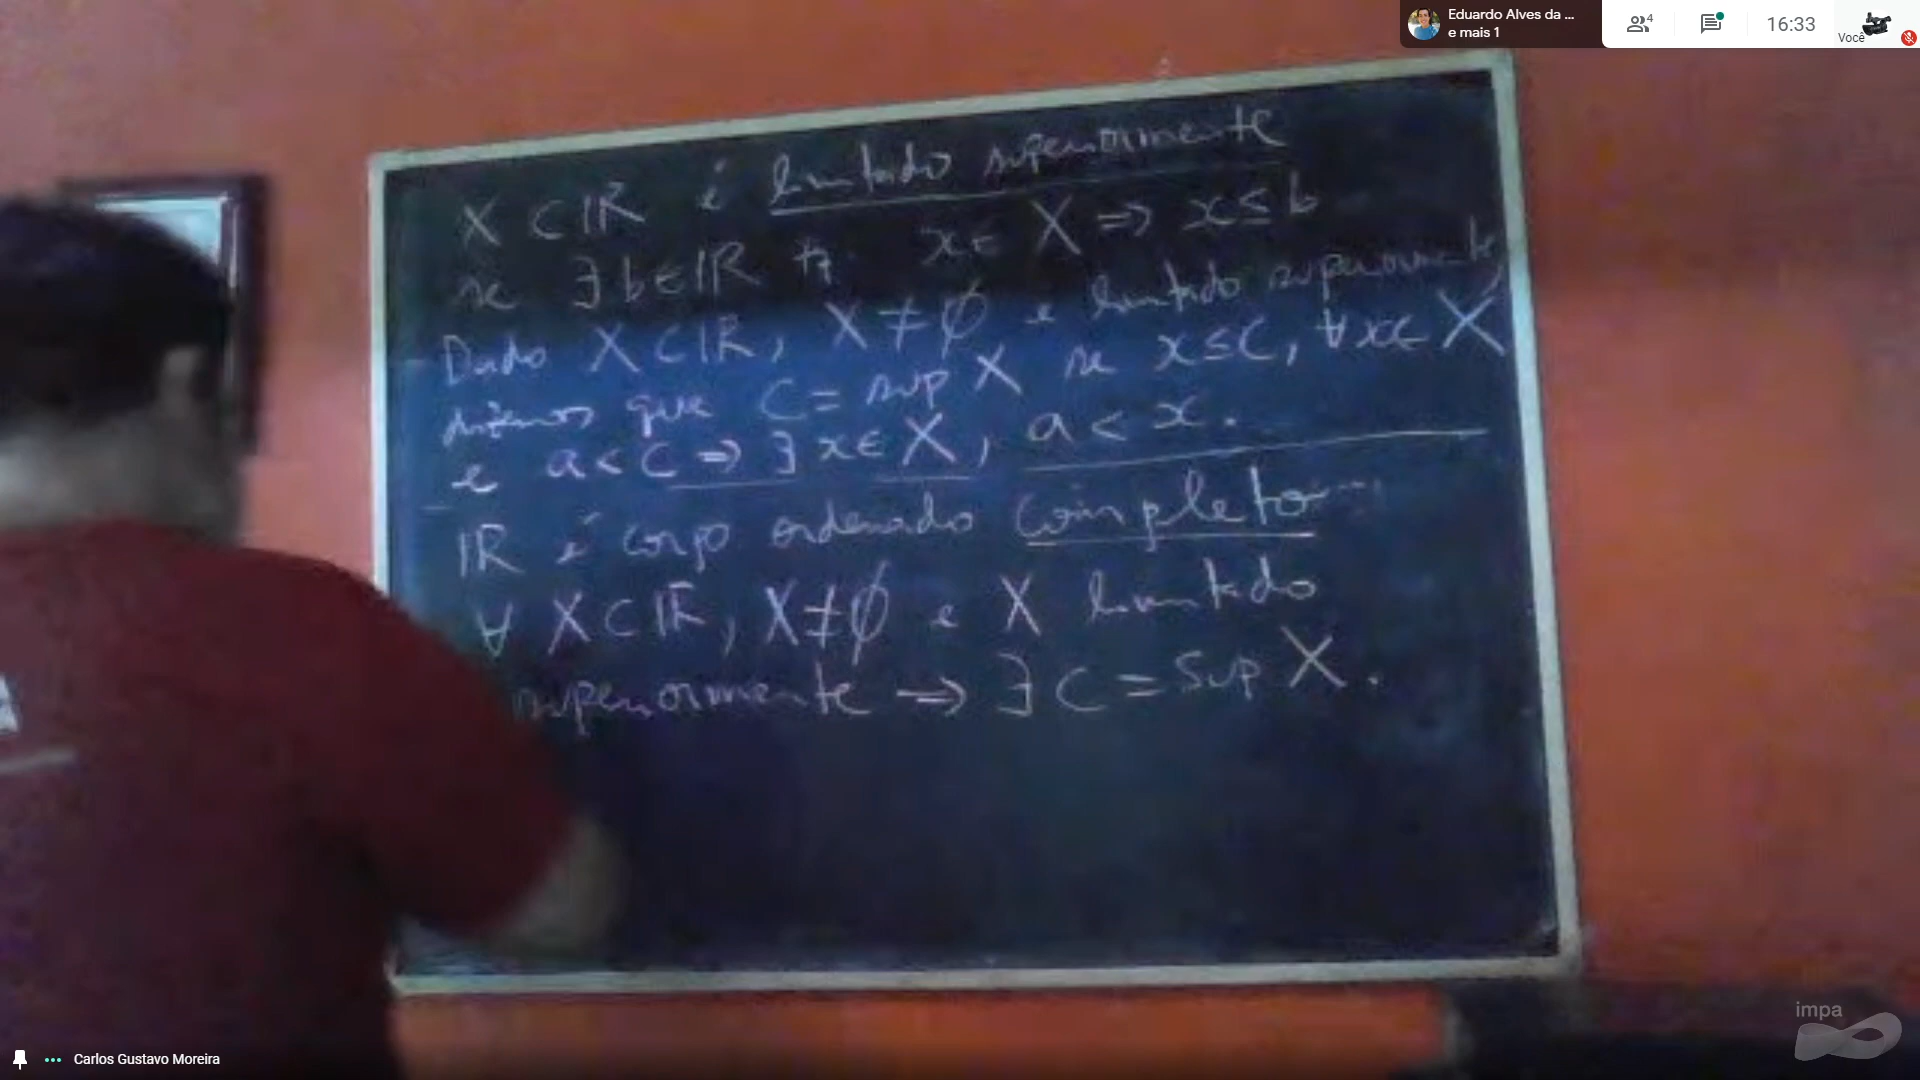 Eduardo Alves da ...
e mais 1
4
16:33
Você
X ⊂ ℝ é limitado superiormente
se ∃ b ∈ ℝ tq. x ∈ X ⇒ x ≤ b
Dado X ⊂ ℝ, X ≠ ∅ e limitado superiormente,
dizemos que C = sup X se x ≤ C, ∀ x ∈ X
e a < C ⇒ ∃ x ∈ X, a < x.
ℝ é corpo ordenado completo
∀ X ⊂ ℝ, X ≠ ∅ e X limitado
superiormente ⇒ ∃ C = Sup X.
impa
Carlos Gustavo Moreira